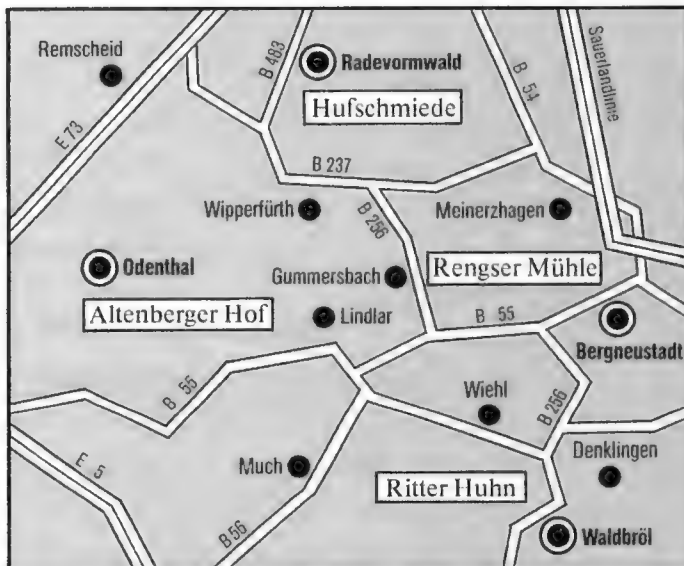 Remscheid
B 483
Radevormwald
Hufschmiede
B 54
Sauerlandlinie
E 73
B 237
Wipperfürth
B 256
Meinerzhagen
Odenthal
Altenberger Hof
Gummersbach
Rengser Mühle
Lindlar
B 55
Bergneustadt
B 55
Wiehl
B 256
E 5
Much
Denklingen
Ritter Huhn
B 56
Waldbröl